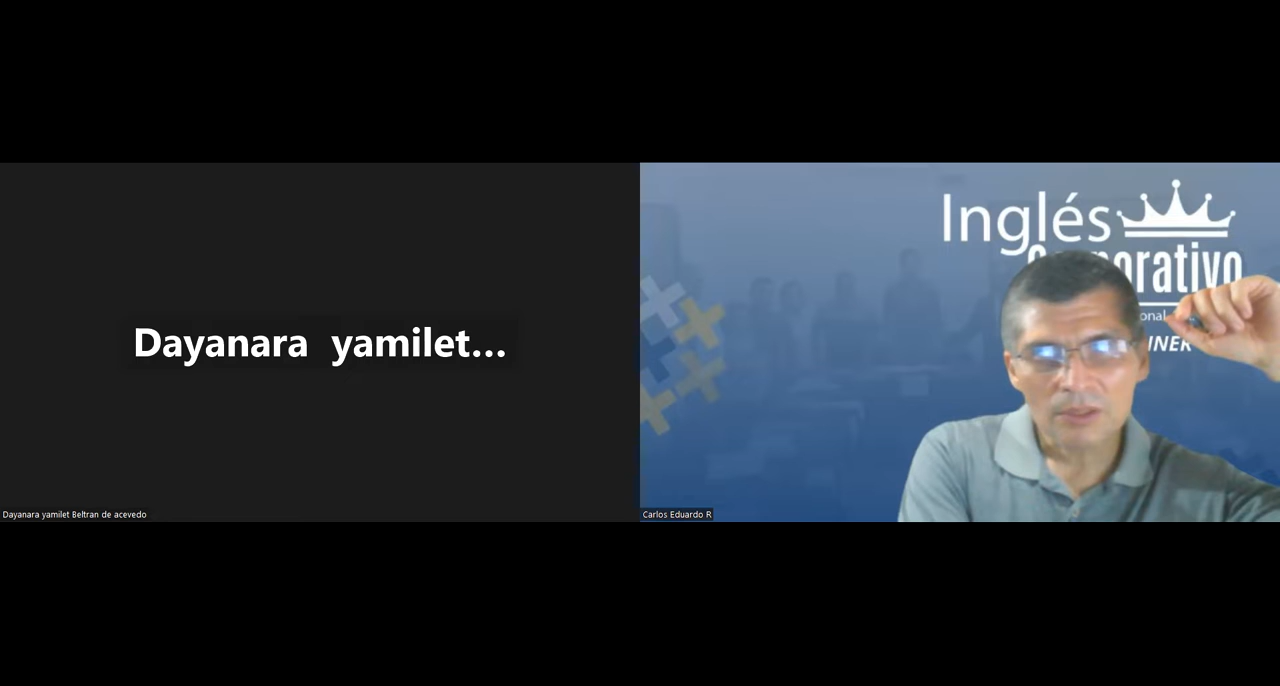 Dayanara yamilet...
Dayanara yamilet Beltran de acevedo
Inglés
Carlos Eduardo R